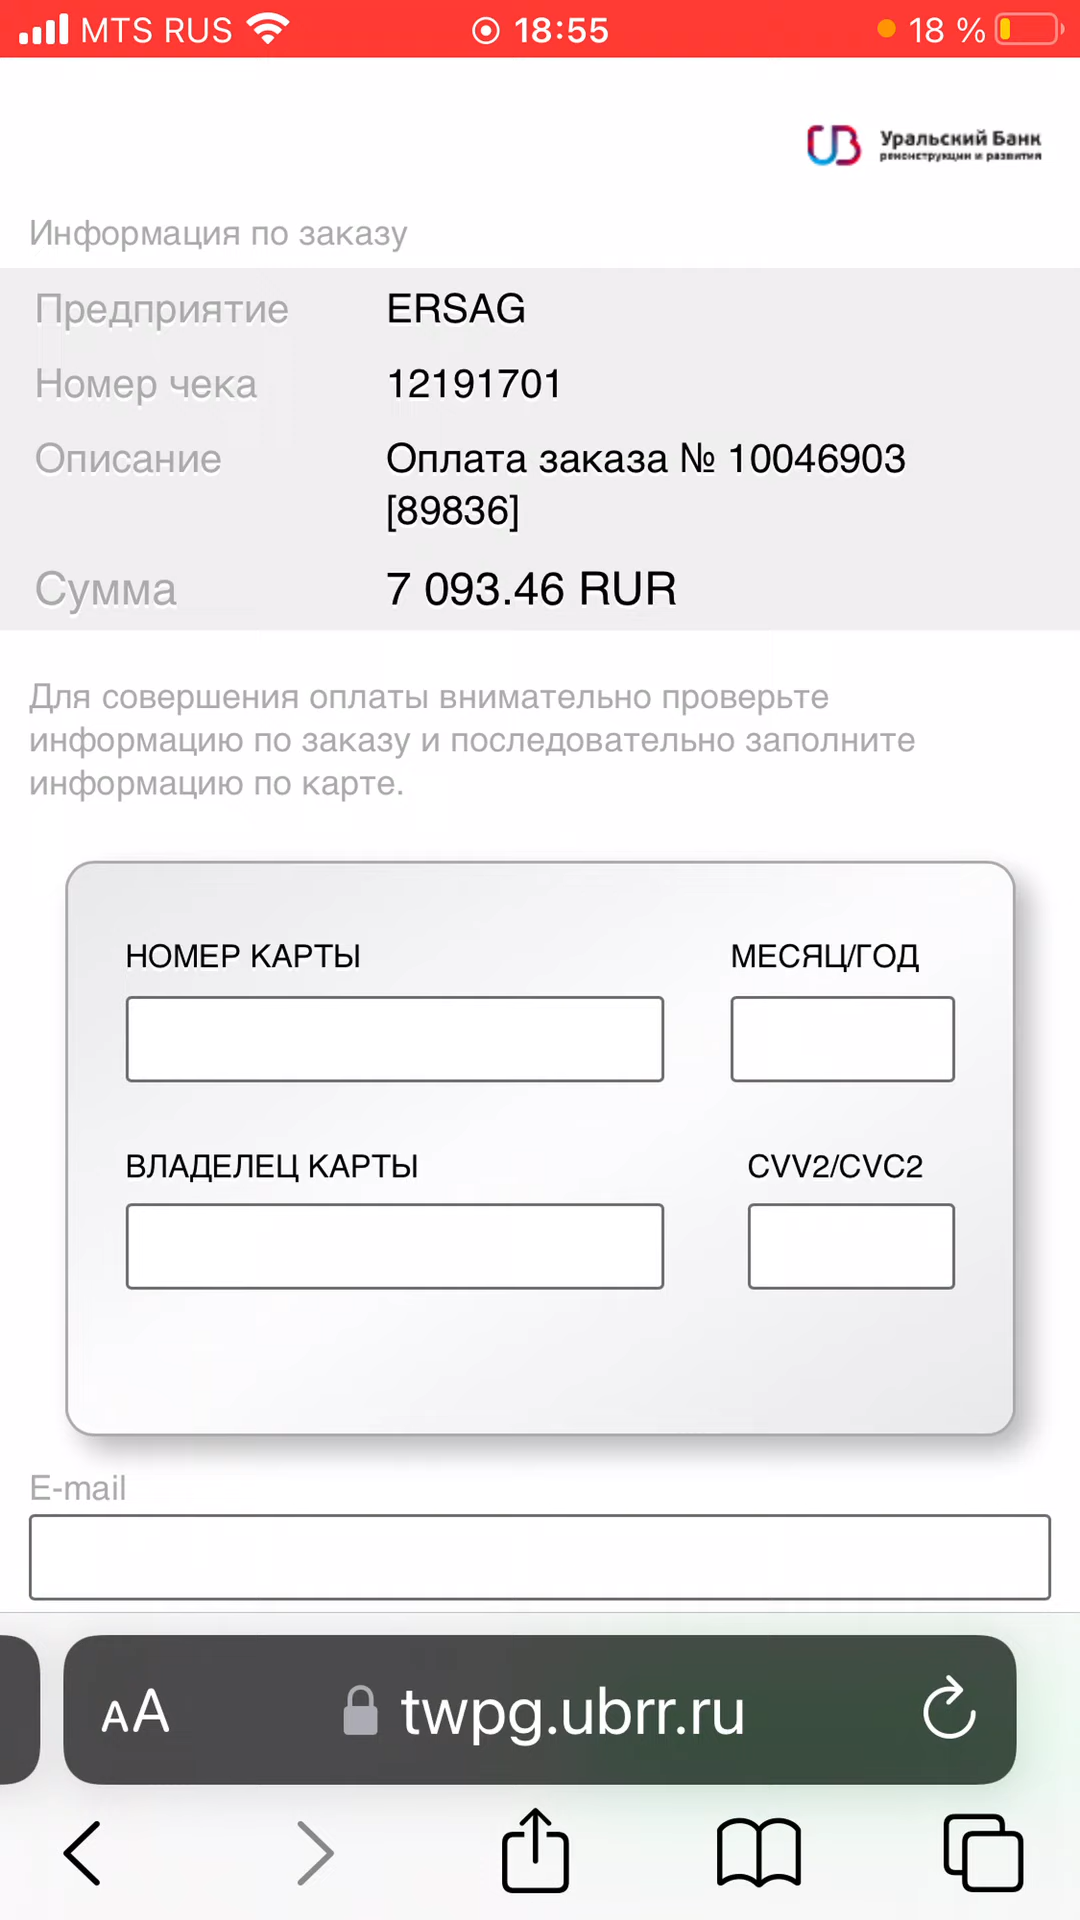 MTS RUS 18:55 18 %
Уральский Банк
реконструкции и развития
Информация по заказу
Предприятие ERSAG
Номер чека 12191701
Описание Оплата заказа № 10046903
[89836]
Сумма 7 093.46 RUR
Для совершения оплаты внимательно проверьте
информацию по заказу и последовательно заполните
информацию по карте.
НОМЕР КАРТЫ МЕСЯЦ/ГОД
ВЛАДЕЛЕЦ КАРТЫ CVV2/CVC2
E-mail
AA twpg.ubrr.ru